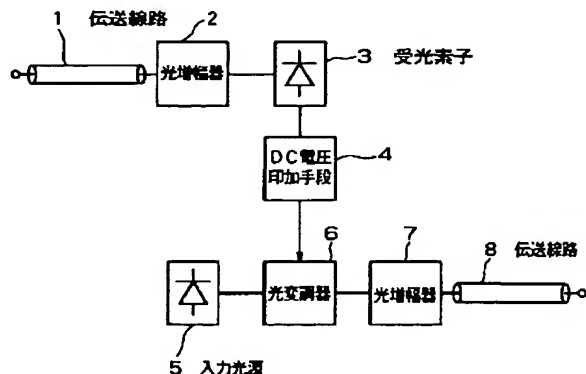 1 伝送線路
2
光増幅器
3 受光素子
DC電圧
印加手段
4
6
7
8 伝送線路
光変調器
光増幅器
5 入力光源